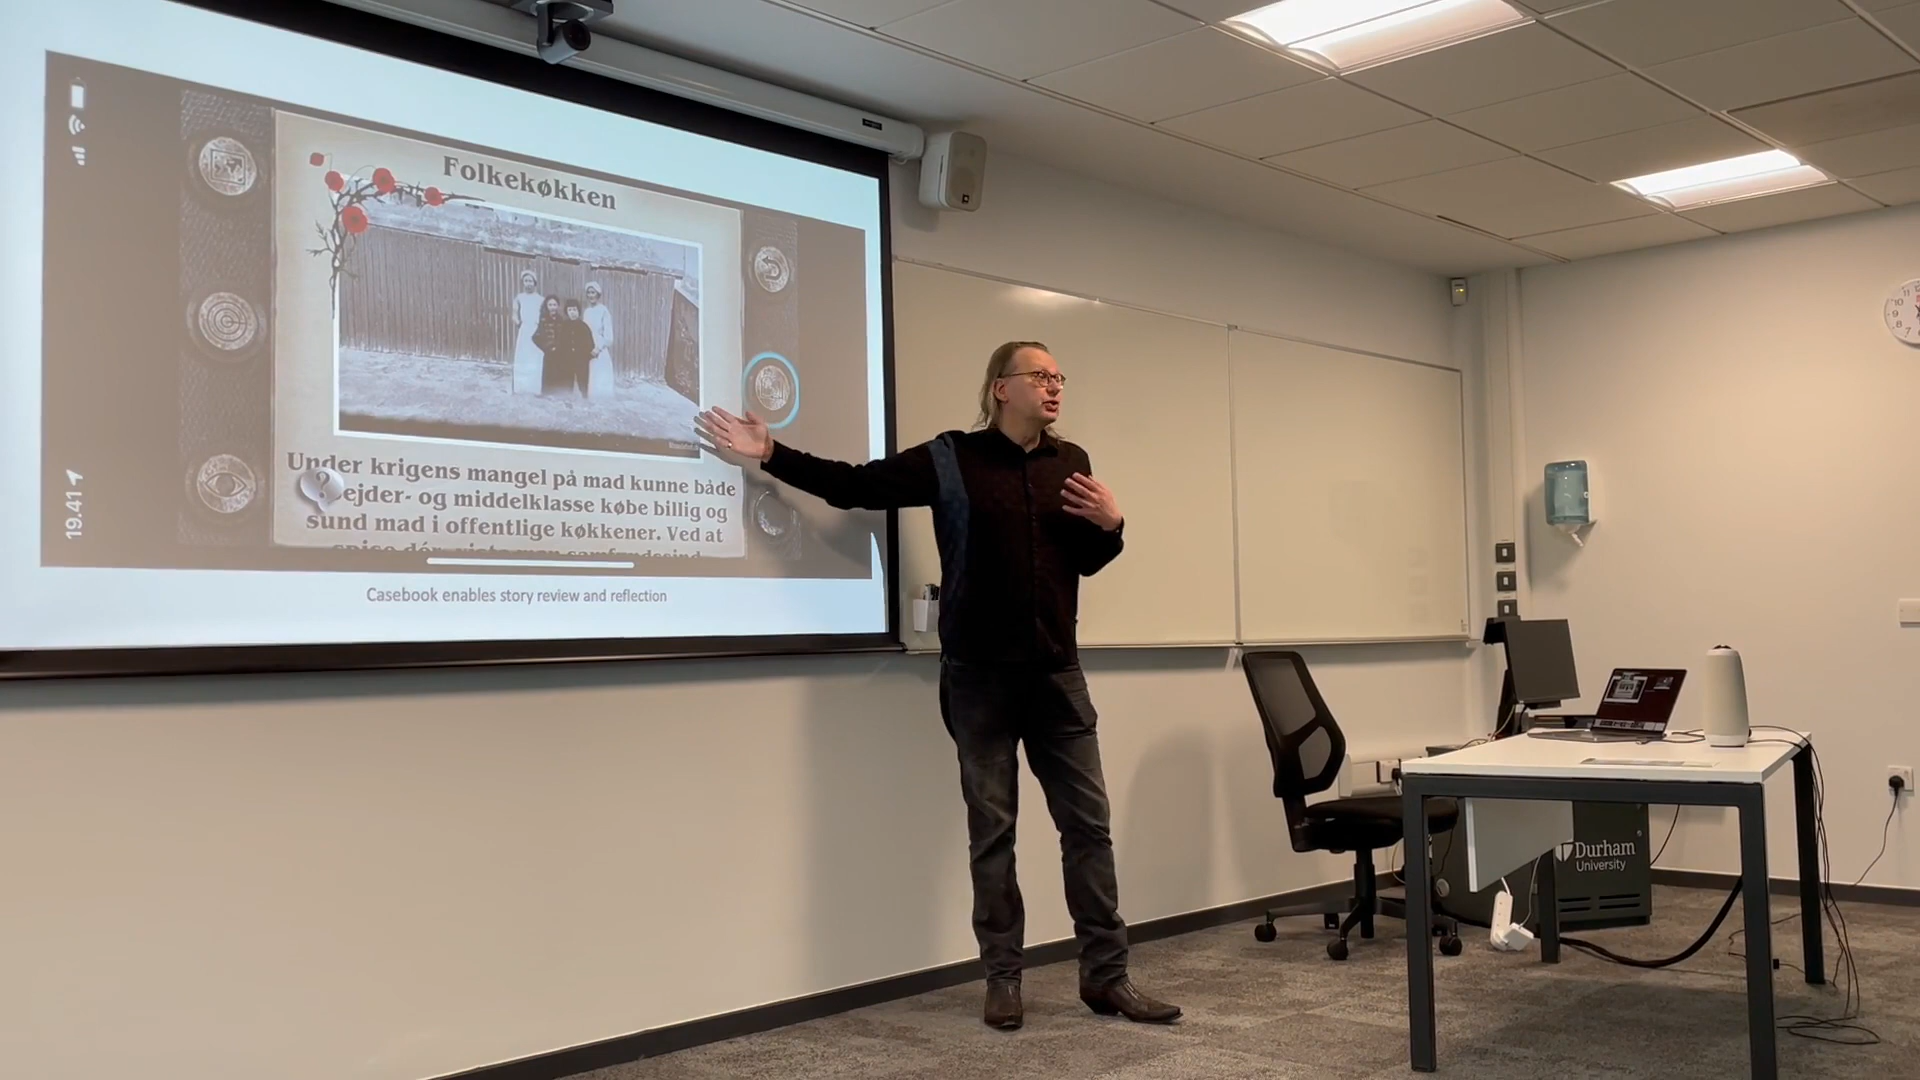 Folkekøkken
Under krigens mangel på mad kunne både
ejder- og middelklasse købe billig og
sund mad i offentlige køkkener. Ved at
19.41
Casebook enables story review and reflection
Durham
University